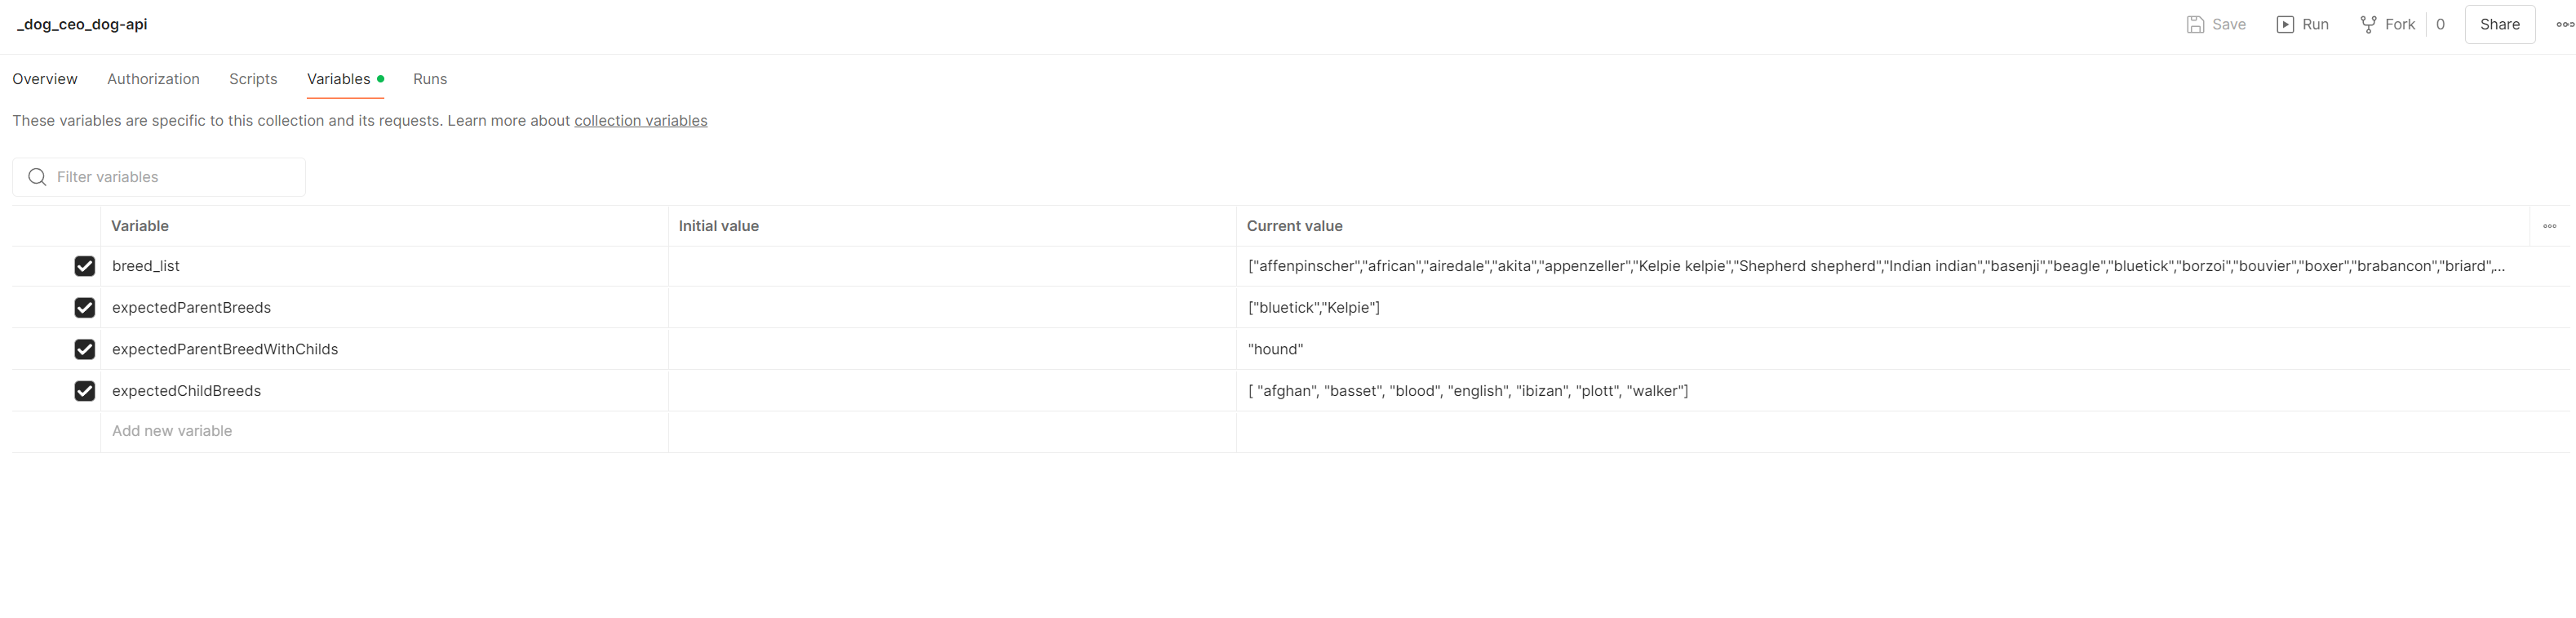 _dog_ceo_dog-api
Save Run Fork 0 Share
Overview Authorization Scripts Variables Runs
These variables are specific to this collection and its requests. Learn more about collection variables
Filter variables
Variable Initial value Current value
breed_list ["affenpinscher","african","airedale","akita","appenzeller","Kelpie kelpie","Shepherd shepherd","Indian indian","basenji","beagle","bluetick","borzoi","bouvier","boxer","brabancon","briard",...
expectedParentBreeds ["bluetick","Kelpie"]
expectedParentBreedWithChilds "hound"
expectedChildBreeds [ "afghan", "basset", "blood", "english", "ibizan", "plott", "walker"]
Add new variable